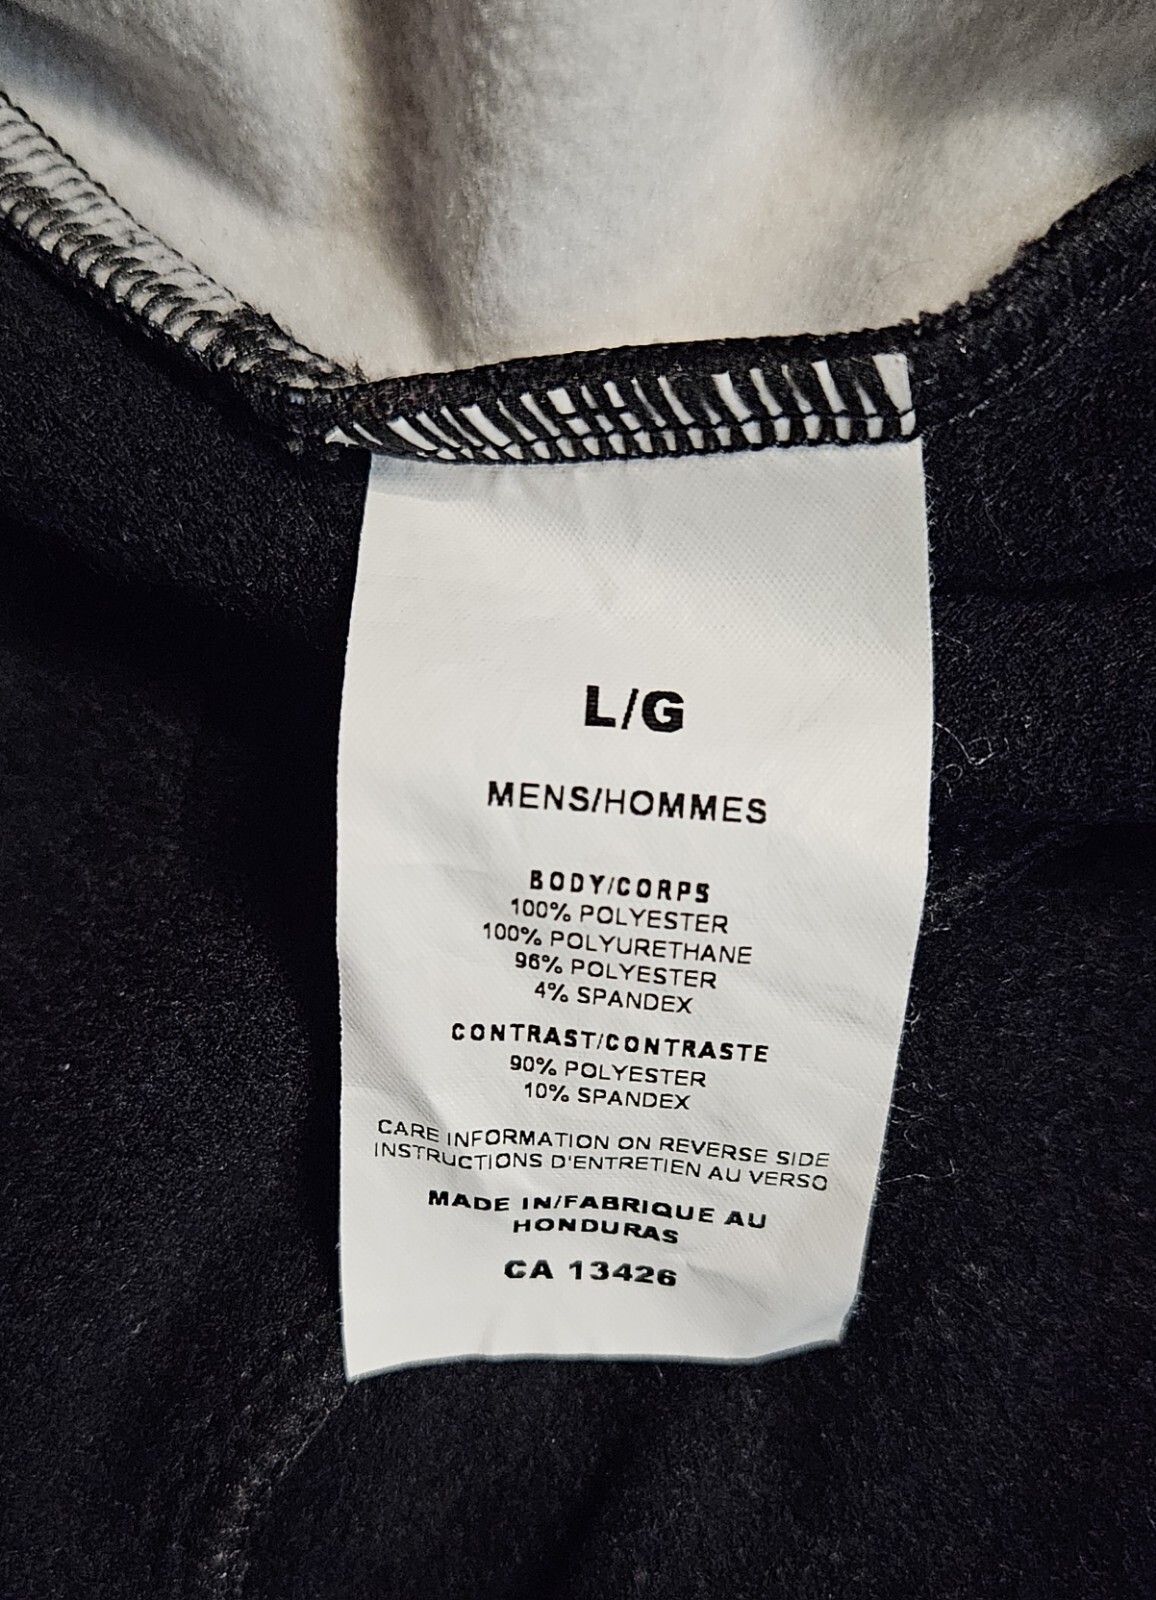 L/G
MENS/HOMMES
BODY/CORPS
100% POLYESTER
100% POLYURETHANE
96% POLYESTER
4% SPANDEX
CONTRAST/CONTRASTE
90% POLYESTER
10% SPANDEX
CARE INFORMATION ON REVERSE SIDE
INSTRUCTIONS D'ENTRETIEN AU VERSO
MADE IN/FABRIQUE AU
HONDURAS
CA 13426